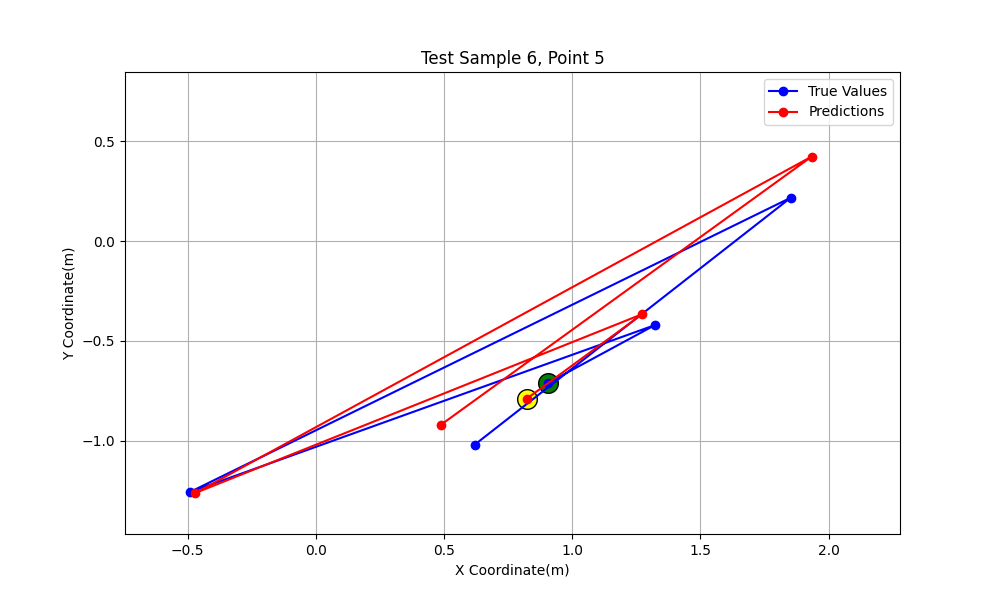 Test Sample 6, Point 5
True Values
Predictions
0.5
0.0
−0.5
−1.0
Y Coordinate(m)
−0.5
0.0
0.5
1.0
1.5
2.0
X Coordinate(m)